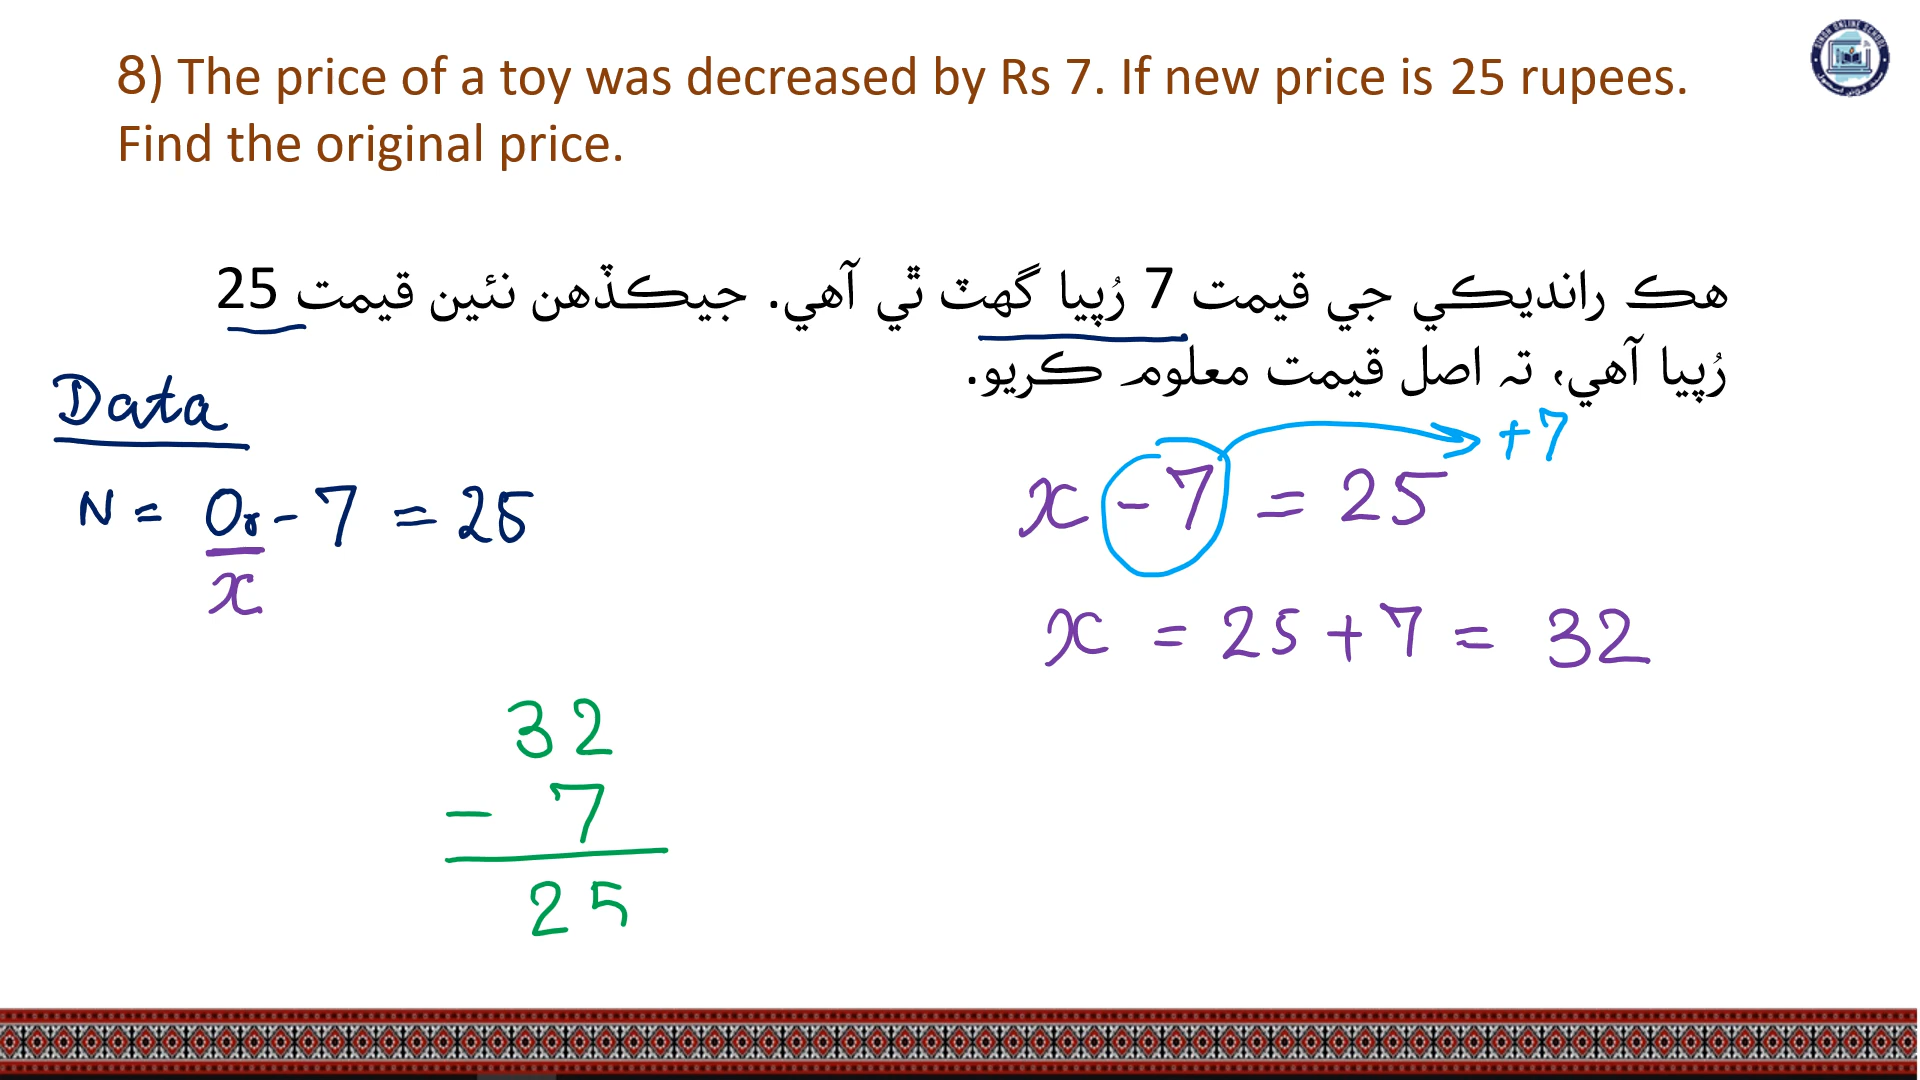 8) The price of a toy was decreased by Rs 7. If new price is 25 rupees.
Find the original price.
هڪ رانديڪي جي قيمت 7 رُپيا گهٽ ٿي آهي. جيڪڏهن نئين قيمت 25
رُپيا آهي، ته اصل قيمت معلوم ڪريو.
Data
N = Or - 7 = 25
x
+7
x - 7 = 25
x = 25 + 7 = 32
32
- 7
25